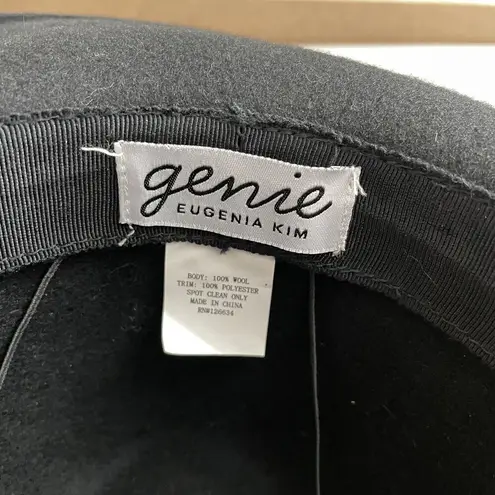 genie
EUGENIA KIM
BODY: 100% WOOL
TRIM: 100% POLYESTER
SPOT CLEAN ONLY
MADE IN CHINA
RN#126634